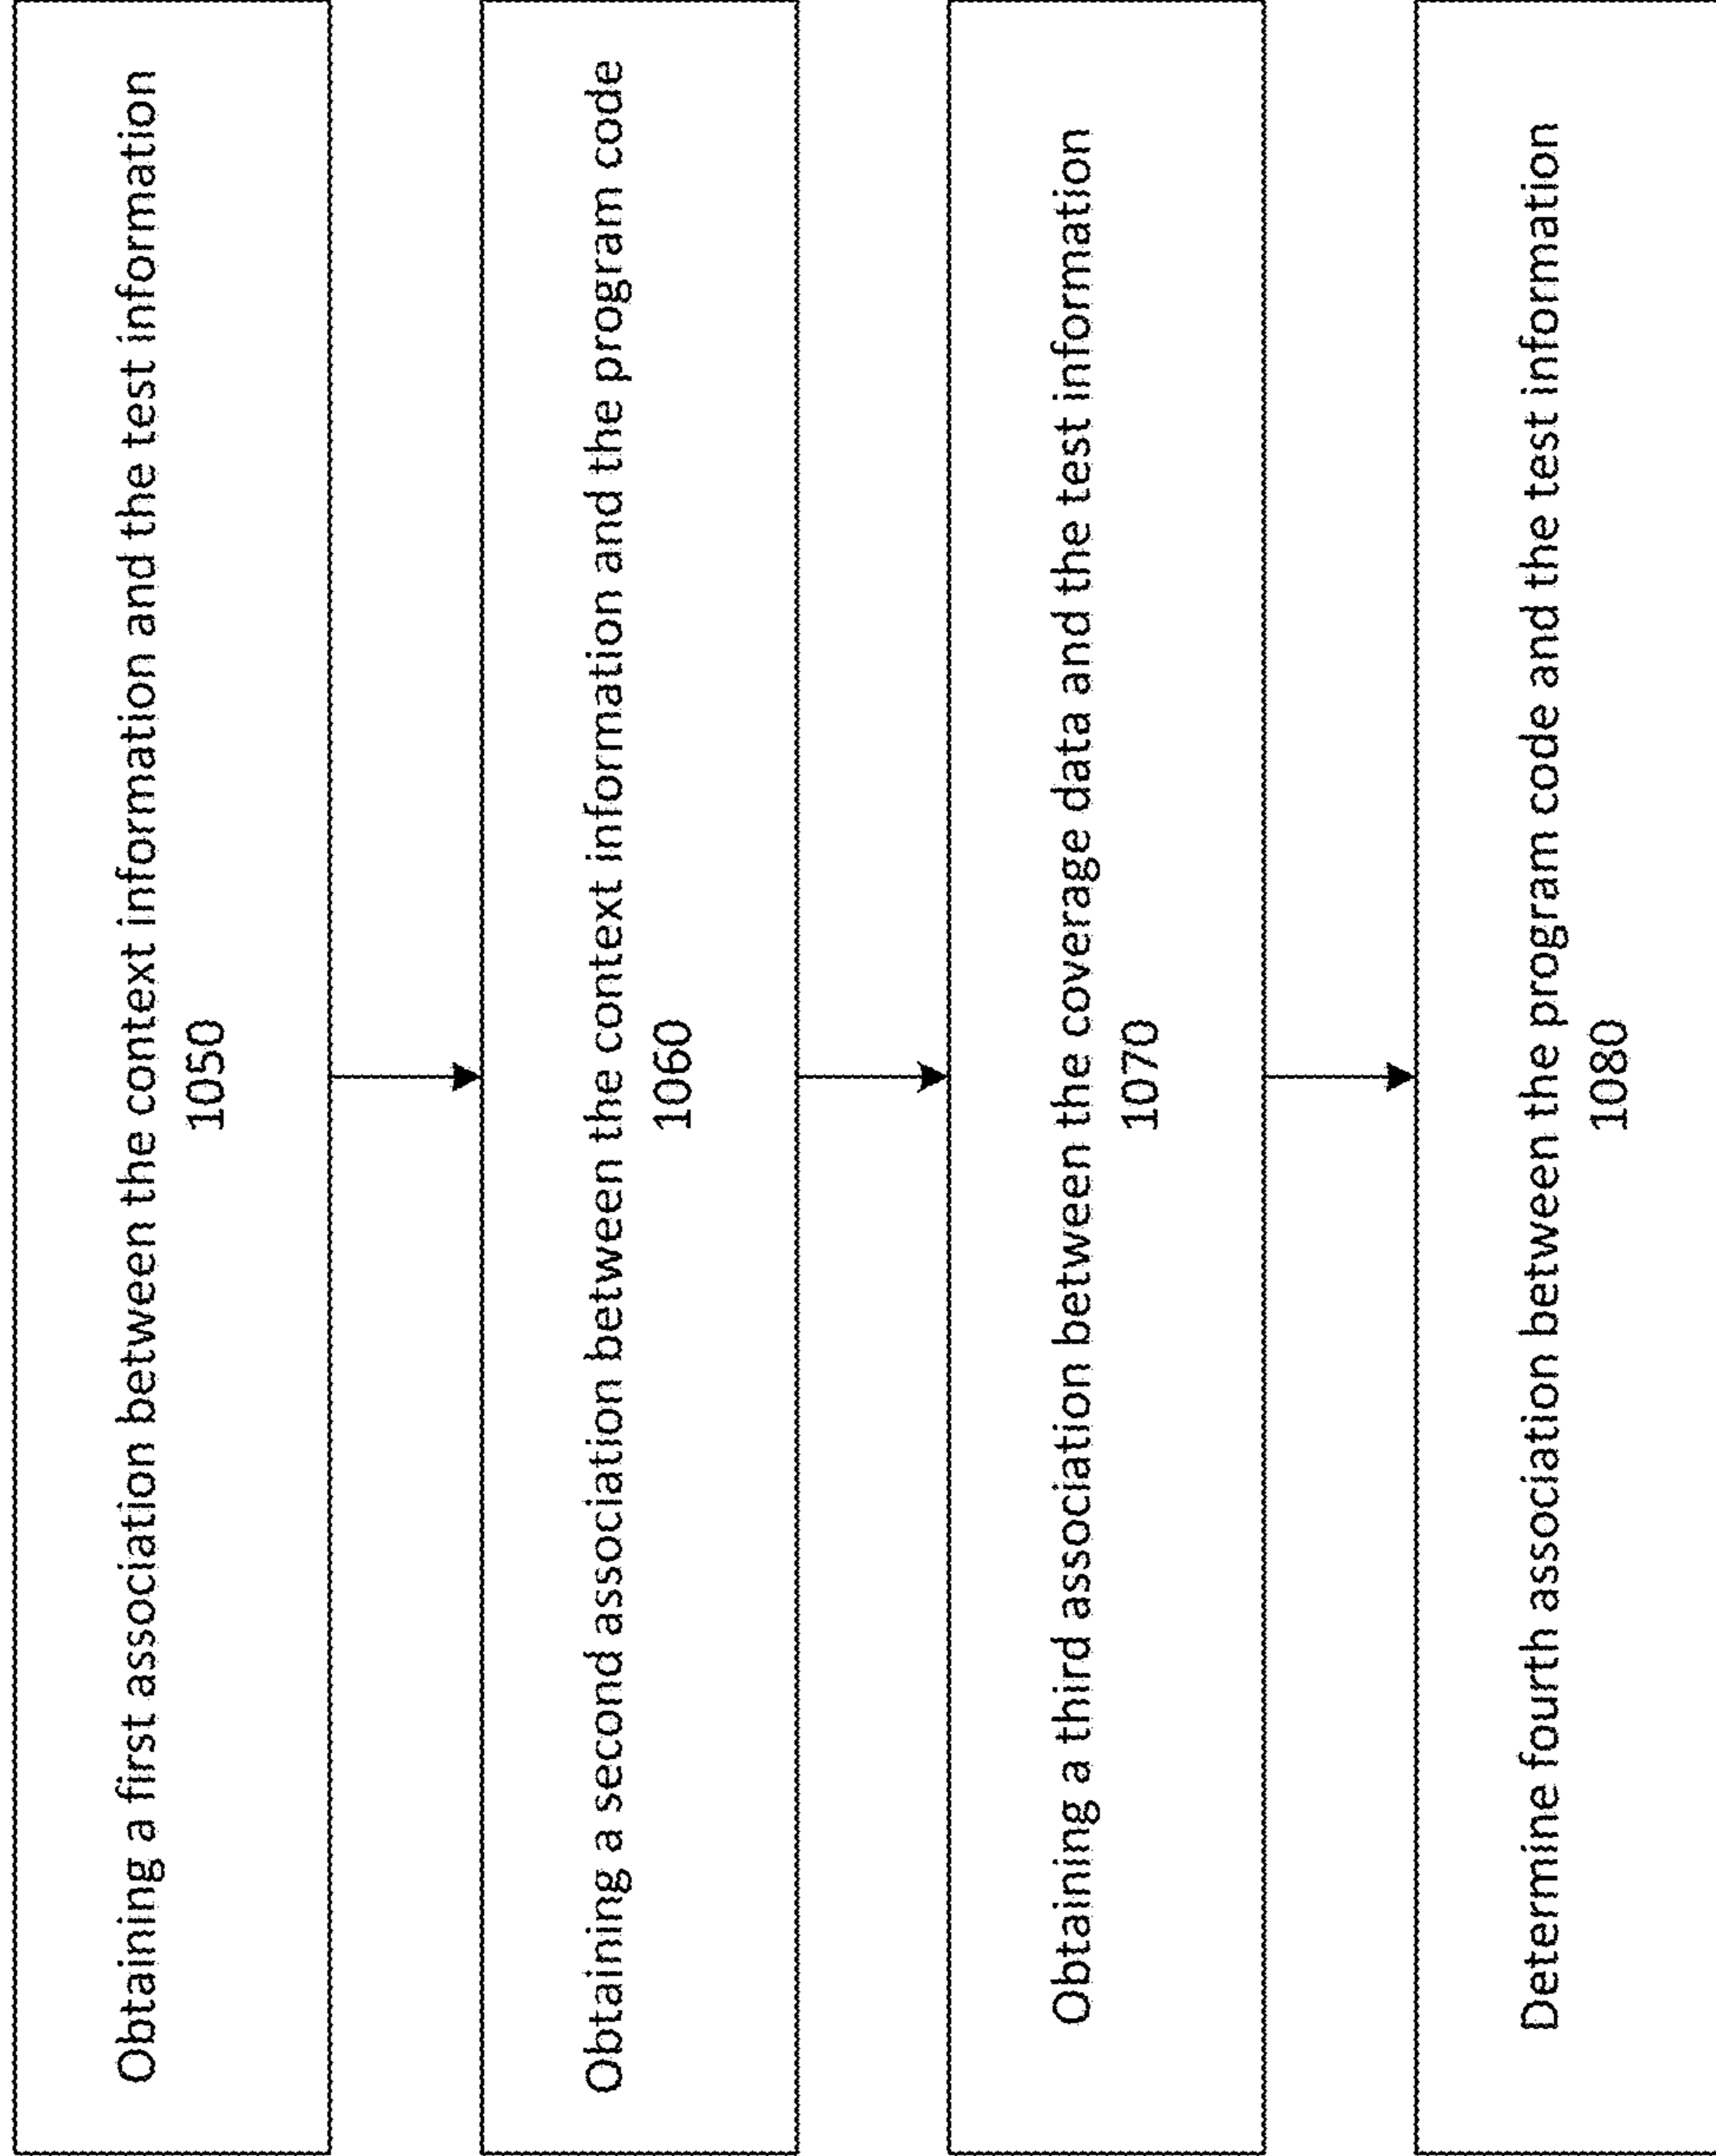 Obtaining a first association between the context information and the test information
1050
Obtaining a second association between the context information and the program code
1060
Obtaining a third association between the coverage data and the test information
1070
Determine fourth association between the program code and the test information
1080